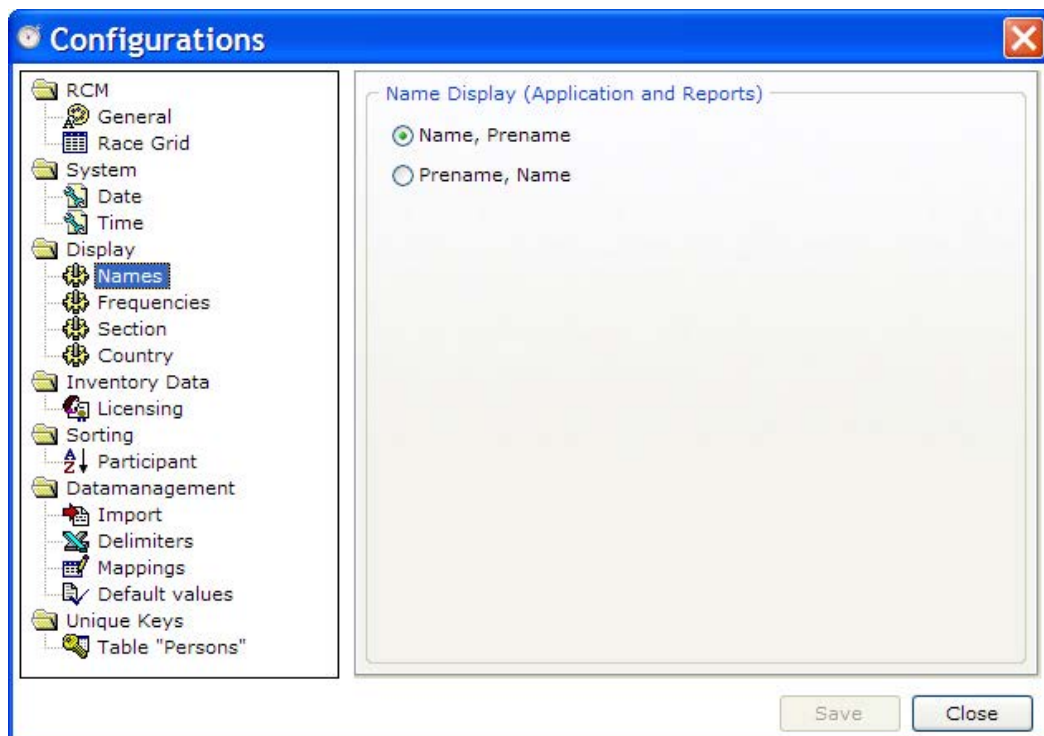 Configurations
RCM
General
Race Grid
System
Date
Time
Display
Names
Frequencies
Section
Country
Inventory Data
Licensing
Sorting
Participant
Datamanagement
Import
Delimiters
Mappings
Default values
Unique Keys
Table "Persons"
Name Display (Application and Reports)
Name, Prename
Prename, Name
Save
Close